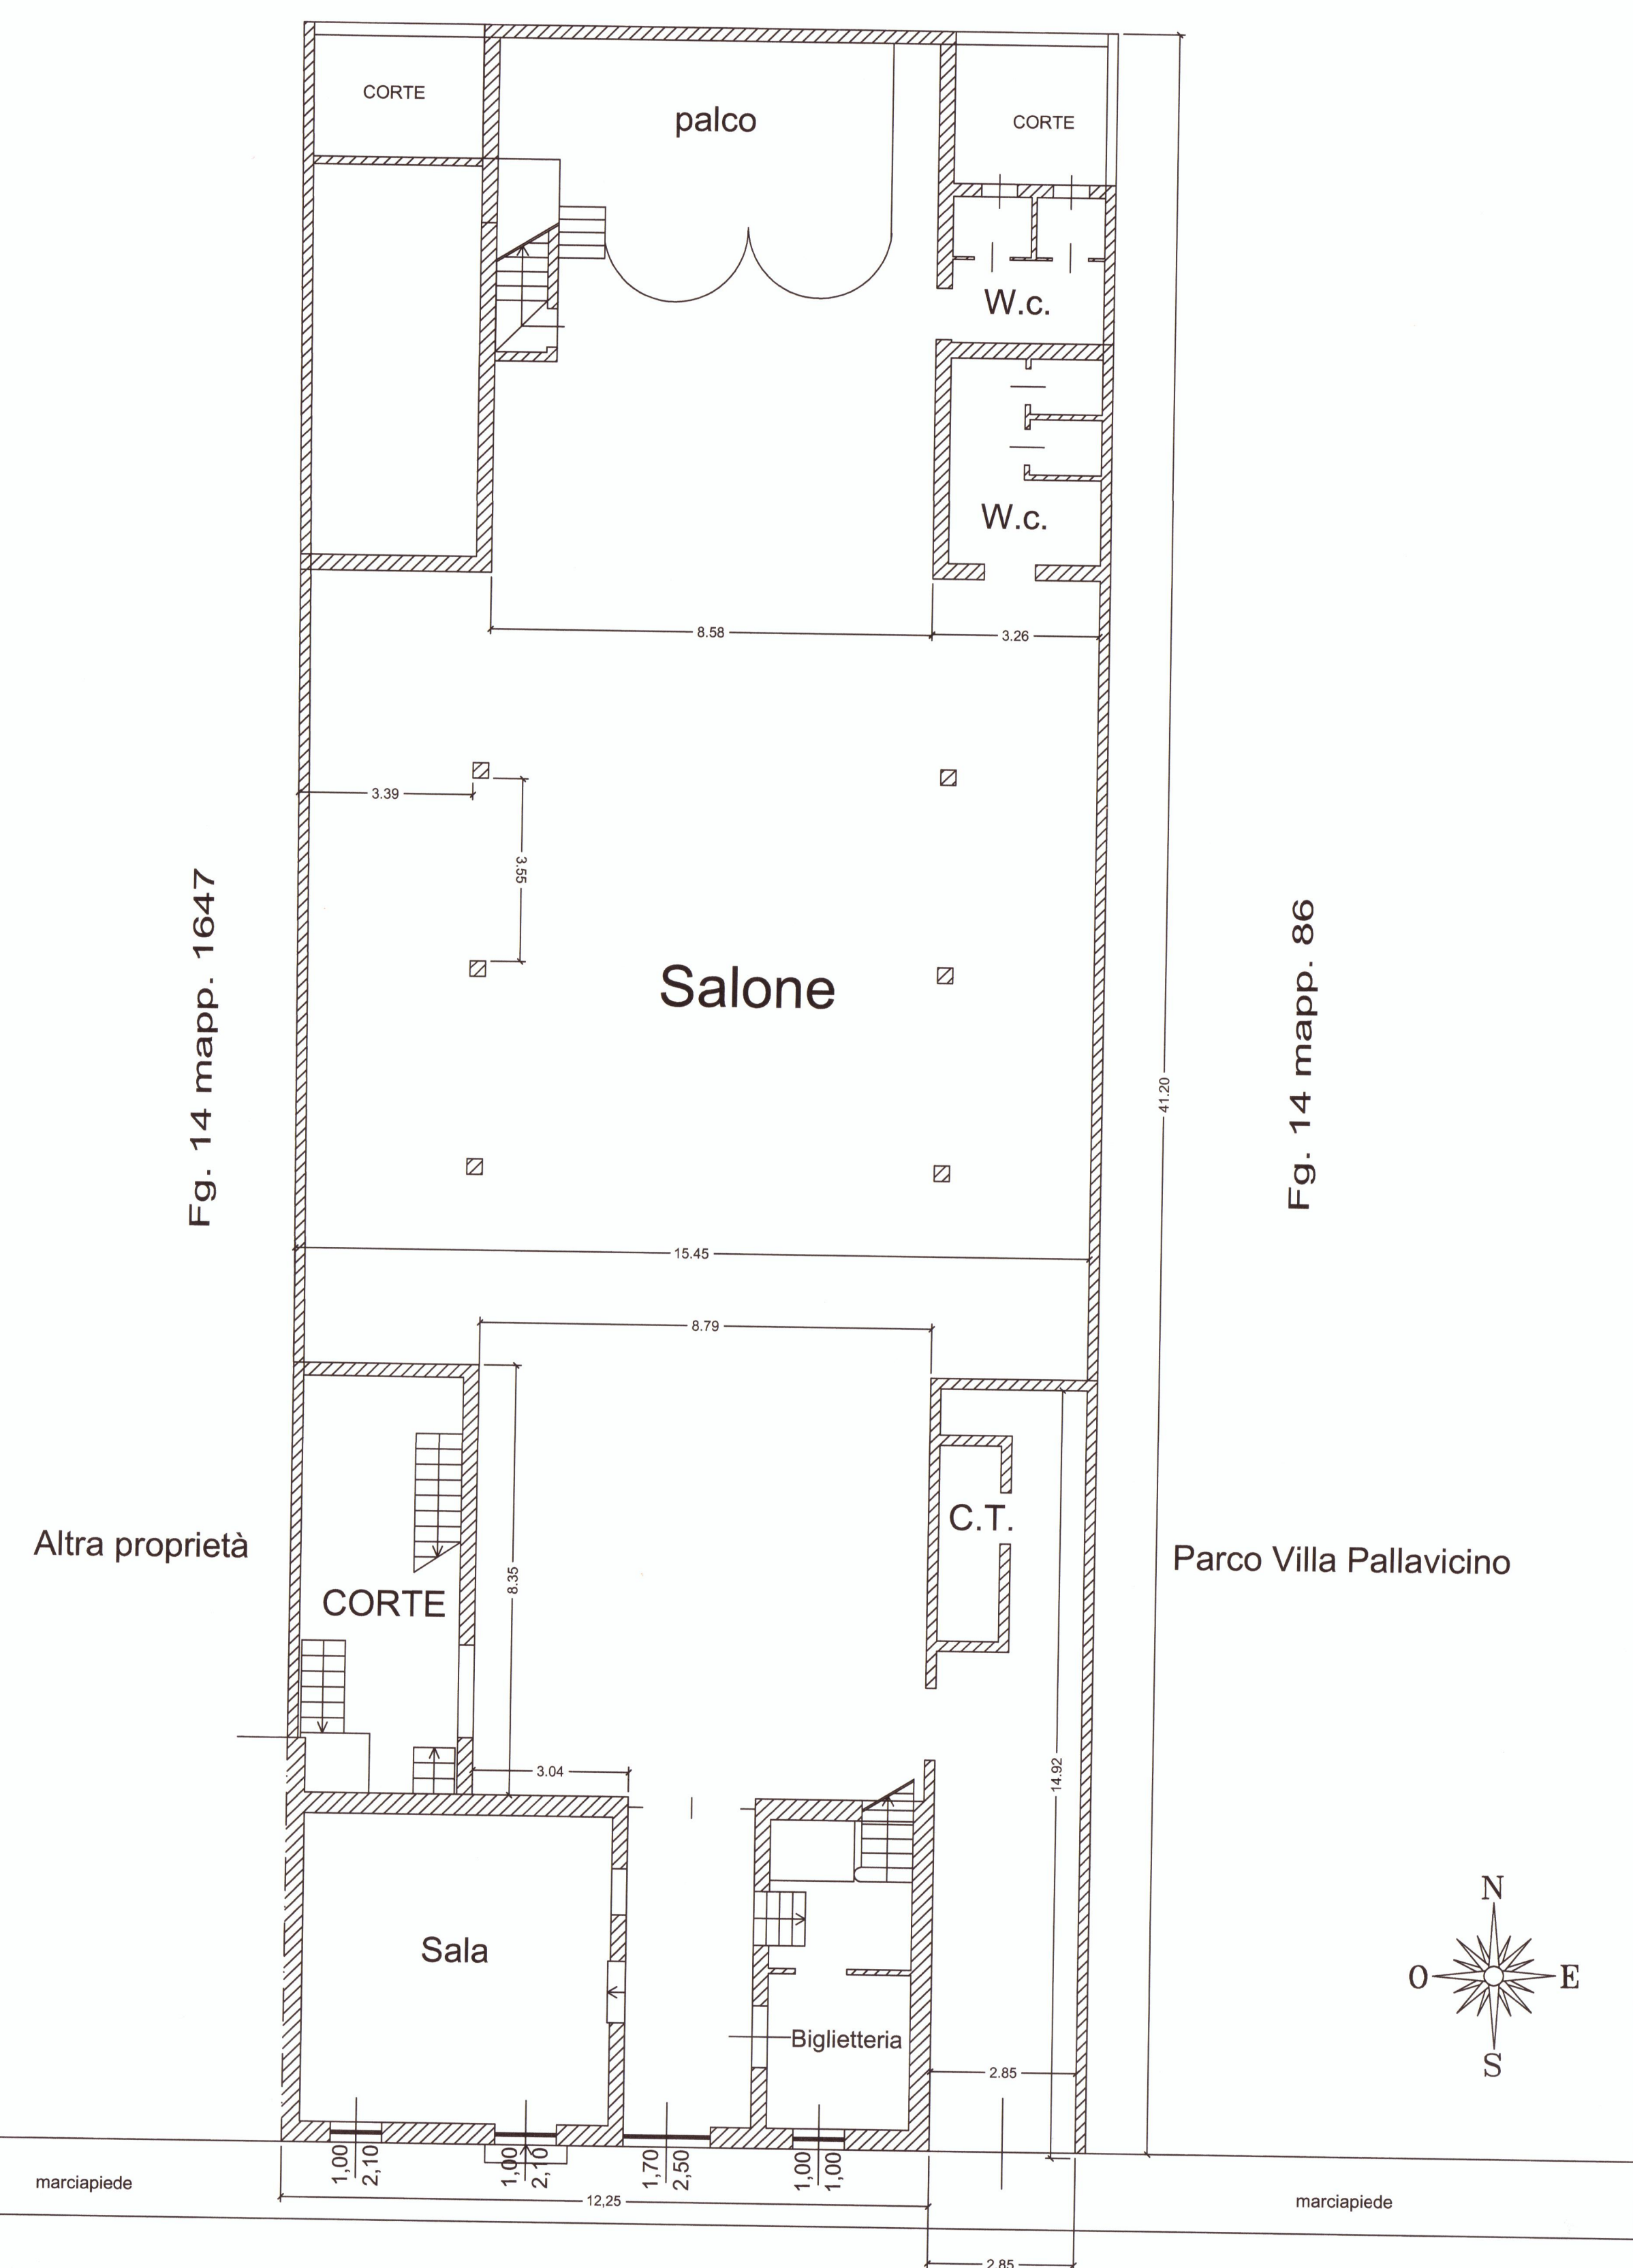 CORTE
palco
CORTE
W.c.
W.c.
8.58
3.26
3.39
3.55
Fg. 14 mapp. 1647
Salone
Fg. 14 mapp. 86
41.20
15.45
8.79
C.T.
Altra proprietà
8.35
CORTE
Parco Villa Pallavicino
3.04
14.92
N
Sala
O
E
Biglietteria
S
2.85
1,00
2,10
1,00
2,10
1,70
2,50
1,00
1,00
marciapiede
12,25
marciapiede
2.85